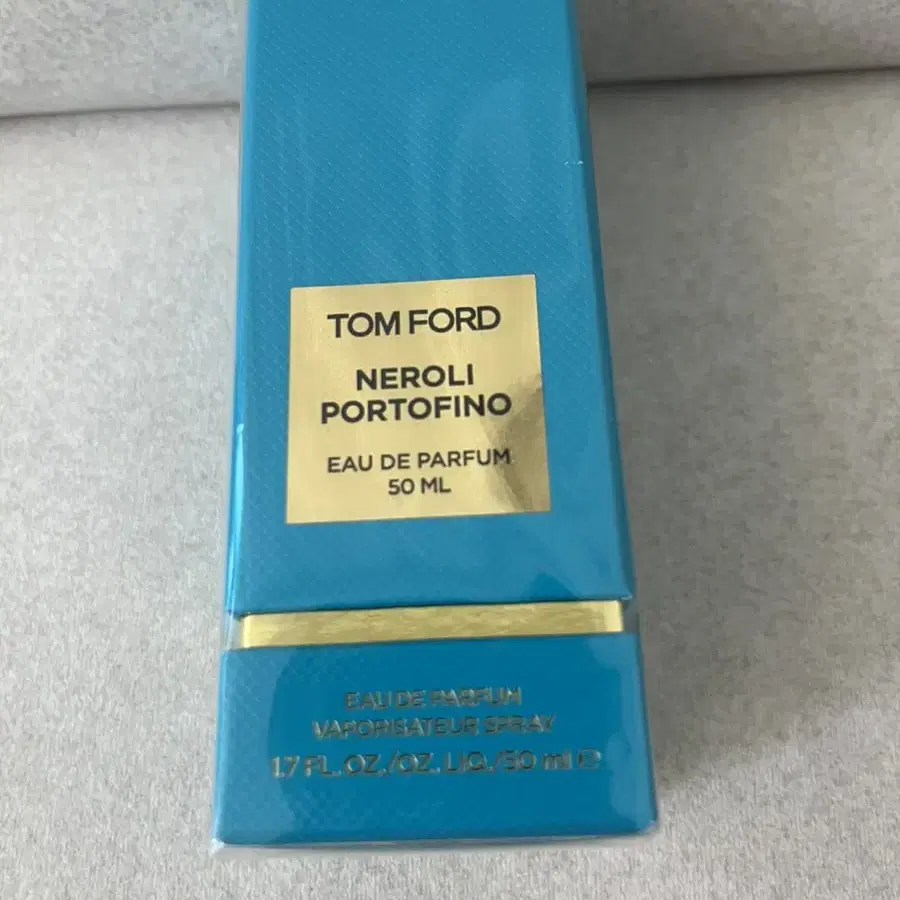 TOM FORD
NEROLI
PORTOFINO
EAU DE PARFUM
50 ML
EAU DE PARFUM
VAPORISATEUR SPRAY
1.7 FL. OZ./OZ. LIQ./50 ml ℮